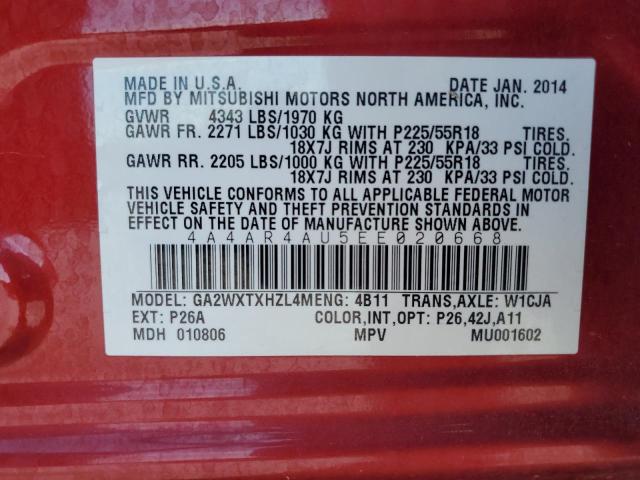 MADE IN U.S.A. DATE JAN. 2014
MFD BY MITSUBISHI MOTORS NORTH AMERICA, INC.
GVWR 4343 LBS/1970 KG
GAWR FR. 2271 LBS/1030 KG WITH P225/55R18 TIRES.
18X7J RIMS AT 230 KPA/33 PSI COLD.
GAWR RR. 2205 LBS/1000 KG WITH P225/55R18 TIRES.
18X7J RIMS AT 230 KPA/33 PSI COLD.
THIS VEHICLE CONFORMS TO ALL APPLICABLE FEDERAL MOTOR
VEHICLE SAFETY AND THEFT PREVENTION STANDARDS IN
EFFECT ON THE DATE OF MANUFACTURE SHOWN ABOVE.
4A4AR4AU5EE020668
MODEL: GA2WXTXHZL4MENG: 4B11 TRANS,AXLE: W1CJA
EXT: P26A COLOR,INT,OPT: P26,42J,A11
MDH 010806 MPV MU001602